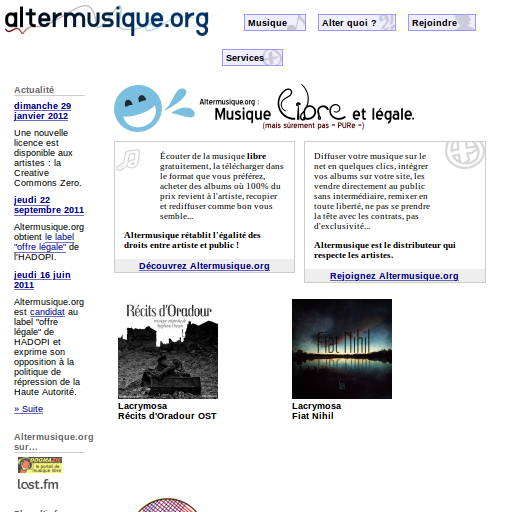 altermusique.org
Musique
Alter quoi ?
Rejoindre
Services
Actualité
dimanche 29
janvier 2012
Une nouvelle
licence est
disponible aux
artistes : la
Creative
Commons Zero.
jeudi 22
septembre 2011
Altermusique.org
obtient le label
"offre légale" de
l'HADOPI.
jeudi 16 juin
2011
Altermusique.org
est candidat au
label "offre
légale" de
HADOPI et
exprime son
opposition à la
politique de
répression de la
Haute Autorité.
» Suite
Altermusique.org
sur...
DOGMAZIC
le portail de
musique libre
lost.fm
Altermusique.org :
Musique Libre et légale.
(mais sûrement pas « PURe »)
Écouter de la musique libre
gratuitement, la télécharger dans
le format que vous préférez,
acheter des albums où 100% du
prix revient à l'artiste, recopier
et rediffuser comme bon vous
semble...
Altermusique rétablit l'égalité des
droits entre artiste et public !
Découvrez Altermusique.org
Diffuser votre musique sur le
net en quelques clics, intégrer
vos albums sur votre site, les
vendre directement au public
sans intermédiaire, remixer en
toute liberté, ne pas se prendre
la tête avec les contrats, pas
d'exclusivité...
Altermusique est le distributeur qui
respecte les artistes.
Rejoignez Altermusique.org
Récits d'Oradour
Lacrymosa
Récits d'Oradour OST
Fiat Nihil
Lacrymosa
Fiat Nihil